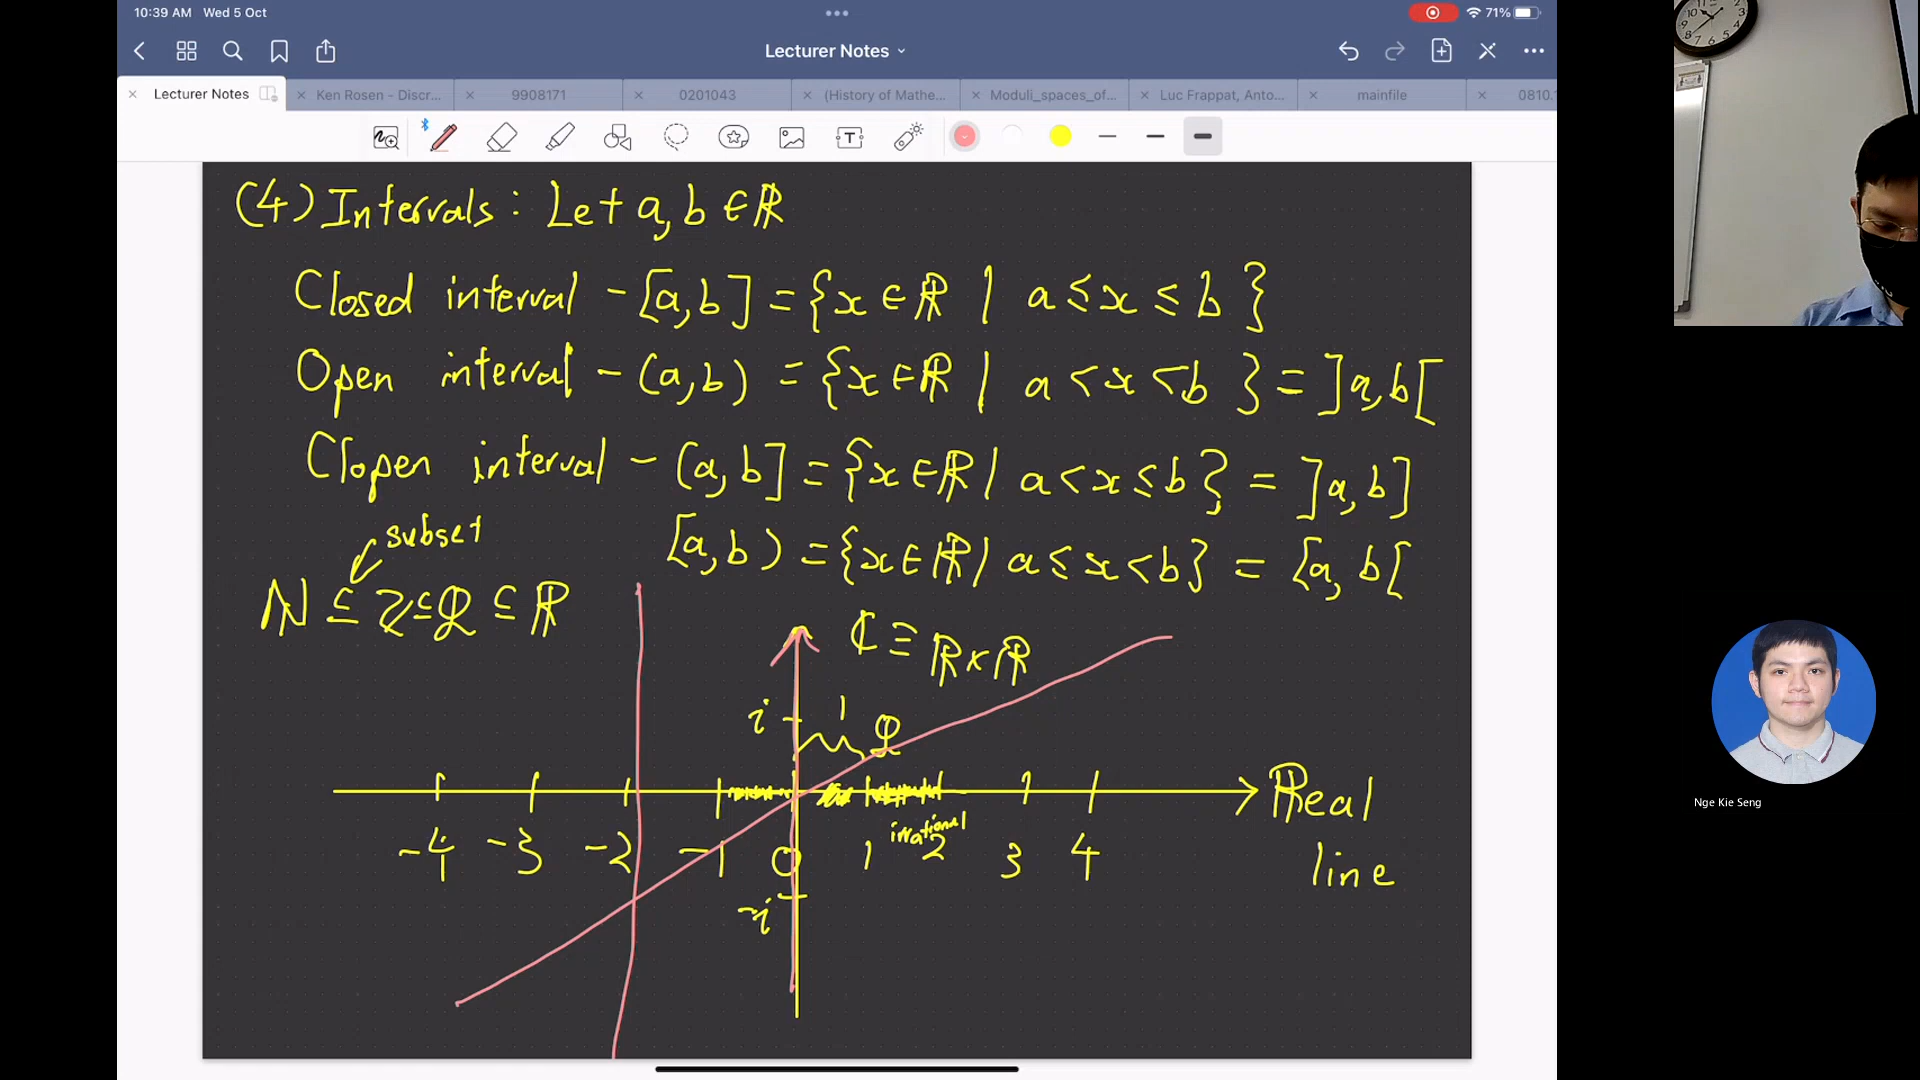 10:39 AM Wed 5 Oct
71%
Lecturer Notes
Lecturer Notes
Ken Rosen - Discr...
9908171
0201043
(History of Mathe...
Moduli_spaces_of...
Luc Frappat, Anto...
mainfile
0810.
(4) Intervals : Let a, b ∈ ℝ
Closed interval - [a, b] = {x ∈ ℝ | a ≤ x ≤ b }
Open interval - (a, b) = {x ∈ ℝ | a < x < b } = ]a, b[
Clopen interval - (a, b] = {x ∈ ℝ | a < x ≤ b } = ]a, b]
[a, b) = {x ∈ ℝ | a ≤ x < b} = [a, b[
subset
ℕ ⊆ ℤ ⊆ ℚ ⊆ ℝ
ℂ ≡ ℝ × ℝ
i
1
ℚ
ℝeal
line
irrational
-4 -3 -2 -1 0 1 2 3 4
-i
Nge Kie Seng